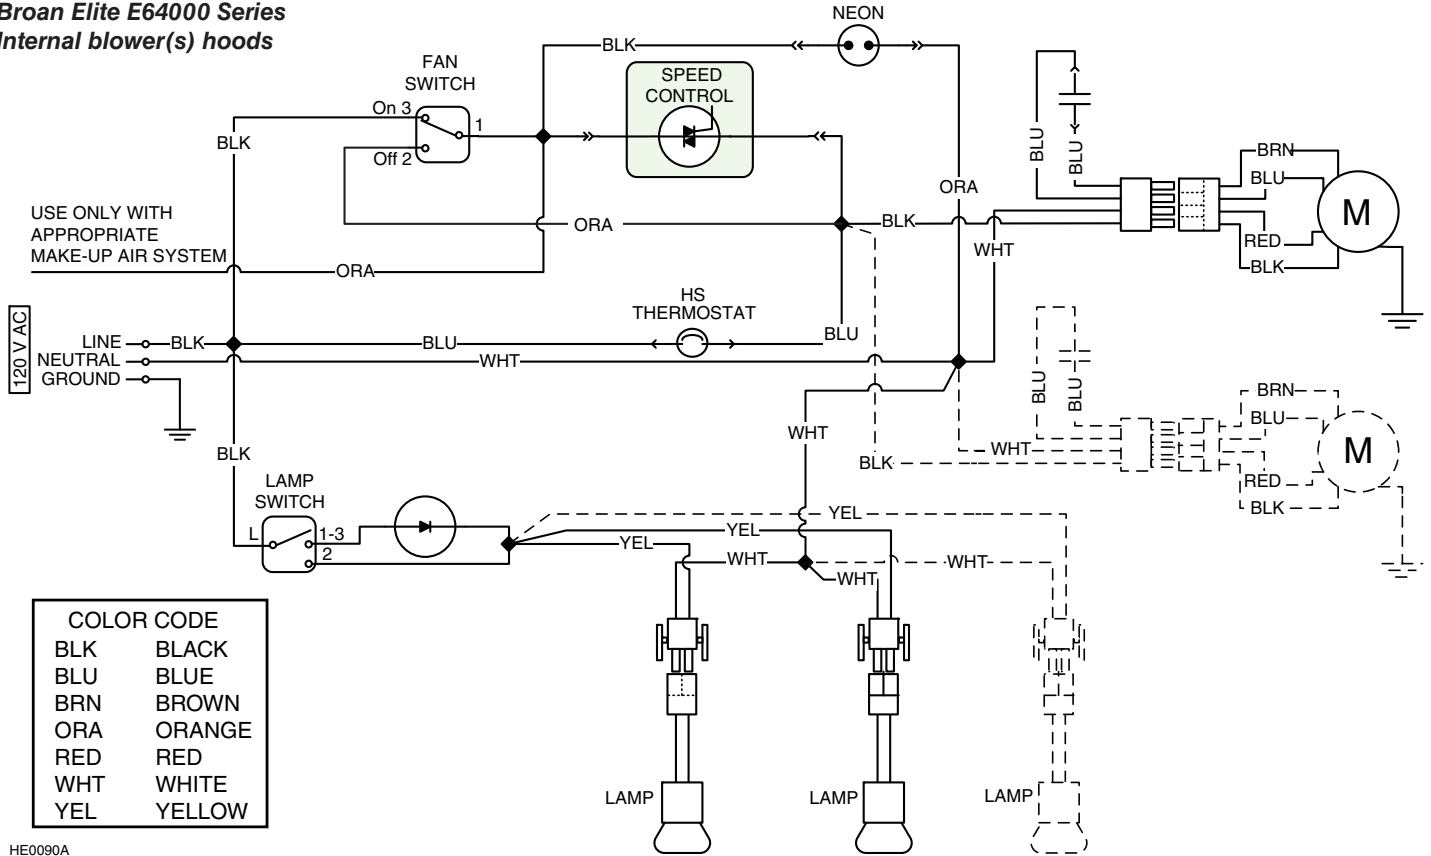 Broan Elite E64000 Series
Internal blower(s) hoods
NEON
BLK
FAN
SWITCH
SPEED
CONTROL
On 3
1
Off 2
BLK
BLU
BLU
BRN
BLU
M
RED
BLK
ORA
USE ONLY WITH
APPROPRIATE
MAKE-UP AIR SYSTEM
ORA
BLK
WHT
ORA
HS
THERMOSTAT
BLU
120 V AC
LINE
BLK
BLU
NEUTRAL
WHT
GROUND
BLU
BLU
BRN
BLU
M
RED
BLK
WHT
WHT
BLK
BLK
LAMP
SWITCH
L
1-3
2
YEL
YEL
YEL
WHT
WHT
WHT
COLOR CODE
BLK BLACK
BLU BLUE
BRN BROWN
ORA ORANGE
RED RED
WHT WHITE
YEL YELLOW
LAMP
LAMP
LAMP
HE0090A